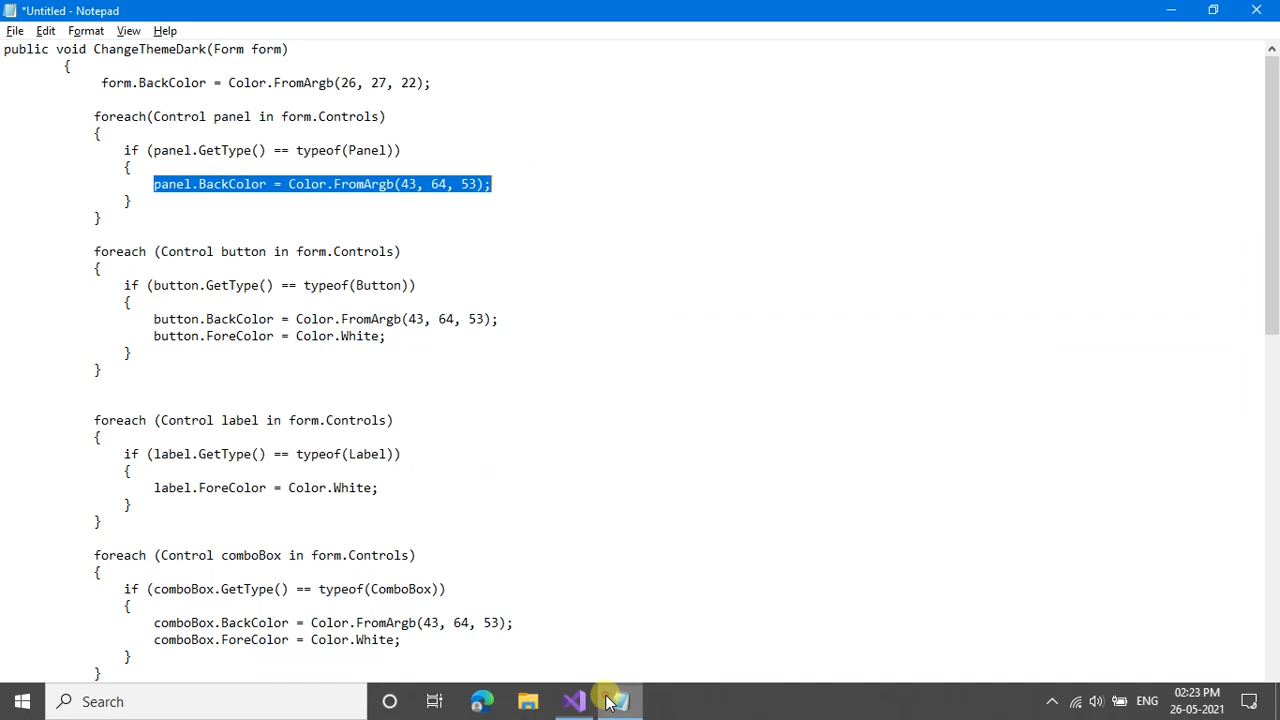 *Untitled - Notepad
File Edit Format View Help
public void ChangeThemeDark(Form form)
{
form.BackColor = Color.FromArgb(26, 27, 22);
foreach(Control panel in form.Controls)
{
if (panel.GetType() == typeof(Panel))
{
panel.BackColor = Color.FromArgb(43, 64, 53);
}
}
foreach (Control button in form.Controls)
{
if (button.GetType() == typeof(Button))
{
button.BackColor = Color.FromArgb(43, 64, 53);
button.ForeColor = Color.White;
}
}
foreach (Control label in form.Controls)
{
if (label.GetType() == typeof(Label))
{
label.ForeColor = Color.White;
}
}
foreach (Control comboBox in form.Controls)
{
if (comboBox.GetType() == typeof(ComboBox))
{
comboBox.BackColor = Color.FromArgb(43, 64, 53);
comboBox.ForeColor = Color.White;
}
}
Search
ENG
02:23 PM
26-05-2021